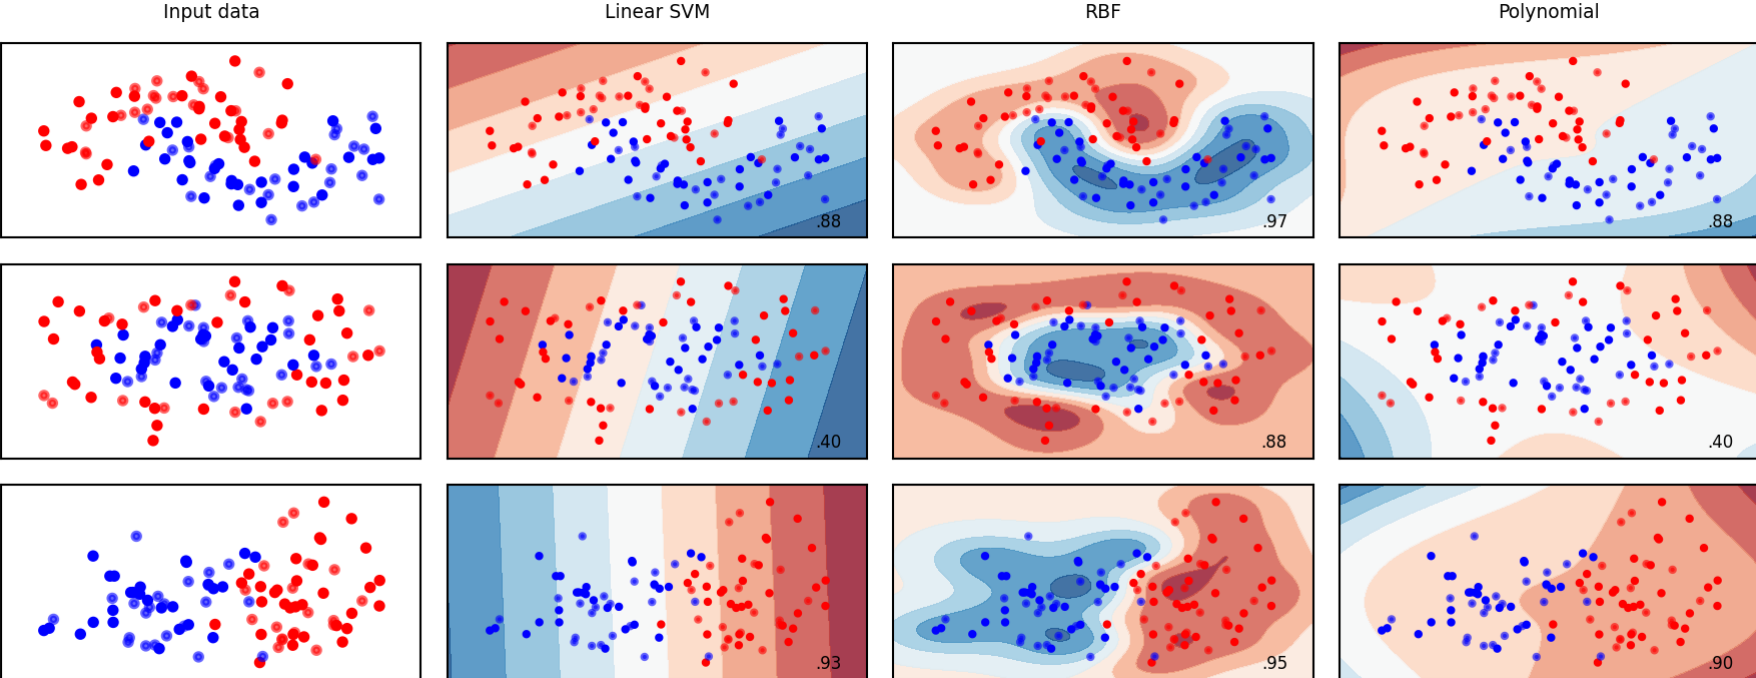 Input data
Linear SVM
RBF
Polynomial
.88
.97
.88
.40
.88
.40
.93
.95
.90